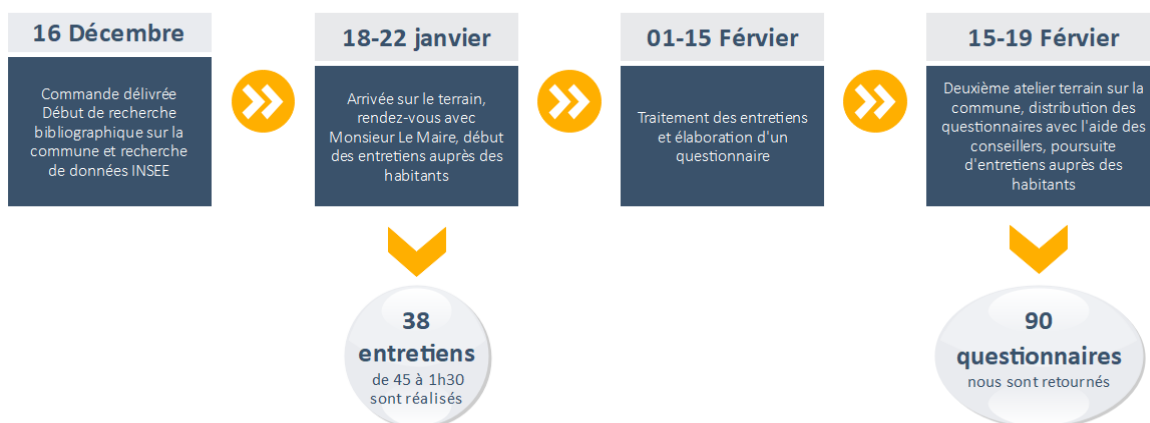 16 Décembre
Commande délivrée
Début de recherche
bibliographique sur la
commune et recherche
de données INSEE
18-22 janvier
Arrivée sur le terrain,
rendez-vous avec
Monsieur Le Maire, début
des entretiens auprès des
habitants
01-15 Férvier
Traitement des entretiens
et élaboration d'un
questionnaire
15-19 Férvier
Deuxième atelier terrain sur la
commune, distribution des
questionnaires avec l'aide des
conseillers, poursuite
d'entretiens auprès des
habitants
38
entretiens
de 45 à 1h30
sont réalisés
90
questionnaires
nous sont retournés